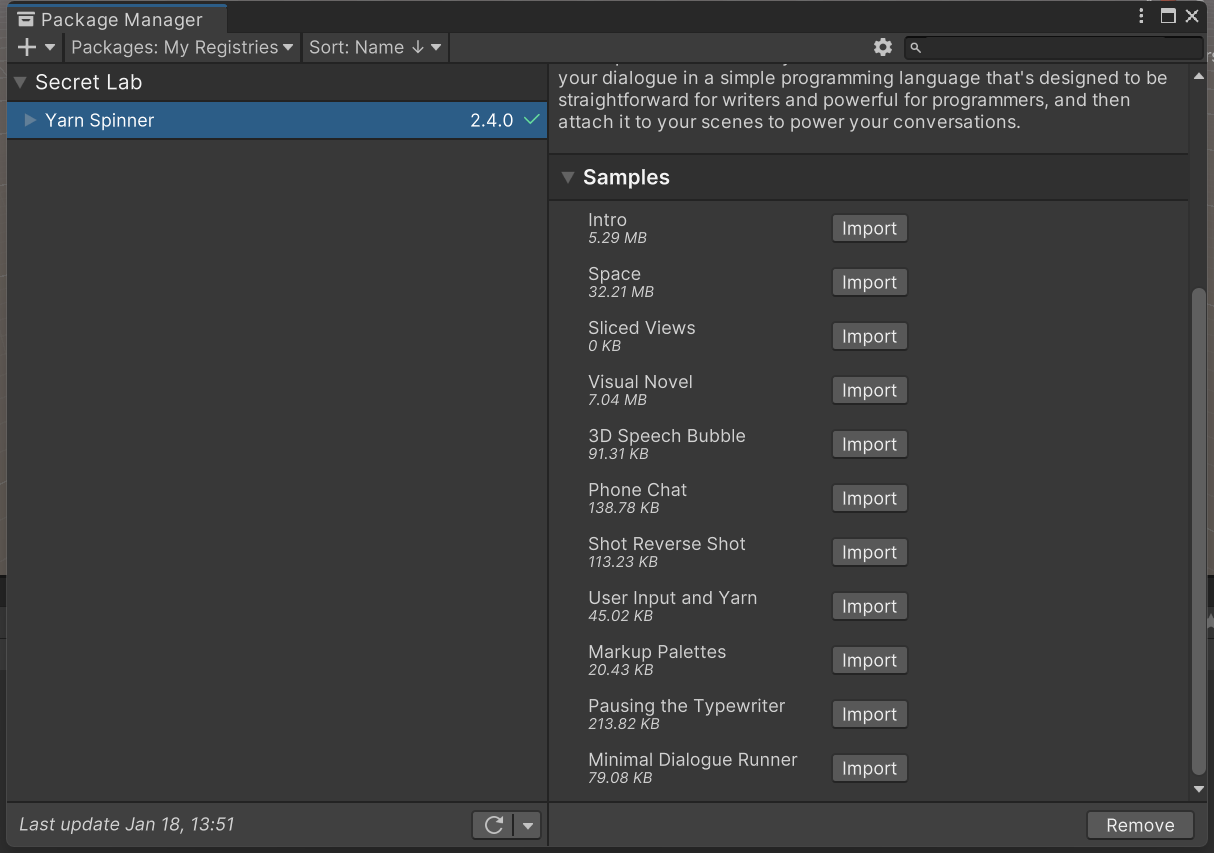 Package Manager
Packages: My Registries
Sort: Name ↓
Secret Lab
Yarn Spinner 2.4.0
your dialogue in a simple programming language that's designed to be
straightforward for writers and powerful for programmers, and then
attach it to your scenes to power your conversations.
Samples
Intro
5.29 MB
Import
Space
32.21 MB
Import
Sliced Views
0 KB
Import
Visual Novel
7.04 MB
Import
3D Speech Bubble
91.31 KB
Import
Phone Chat
138.78 KB
Import
Shot Reverse Shot
113.23 KB
Import
User Input and Yarn
45.02 KB
Import
Markup Palettes
20.43 KB
Import
Pausing the Typewriter
213.82 KB
Import
Minimal Dialogue Runner
79.08 KB
Import
Last update Jan 18, 13:51
Remove